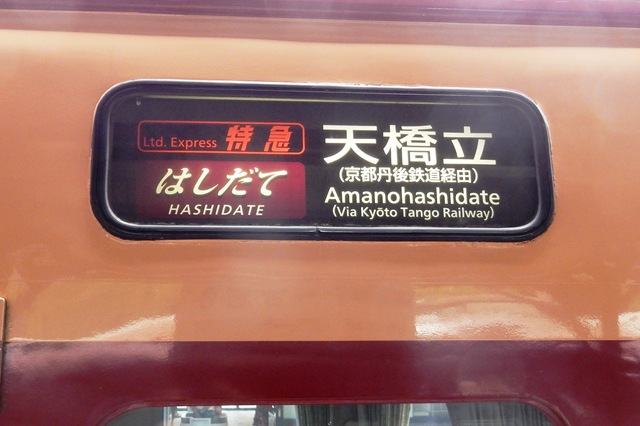 Ltd. Express 特急
はしだて
HASHIDATE
天橋立
(京都丹後鉄道経由)
Amanohashidate
(Via Kyōto Tango Railway)